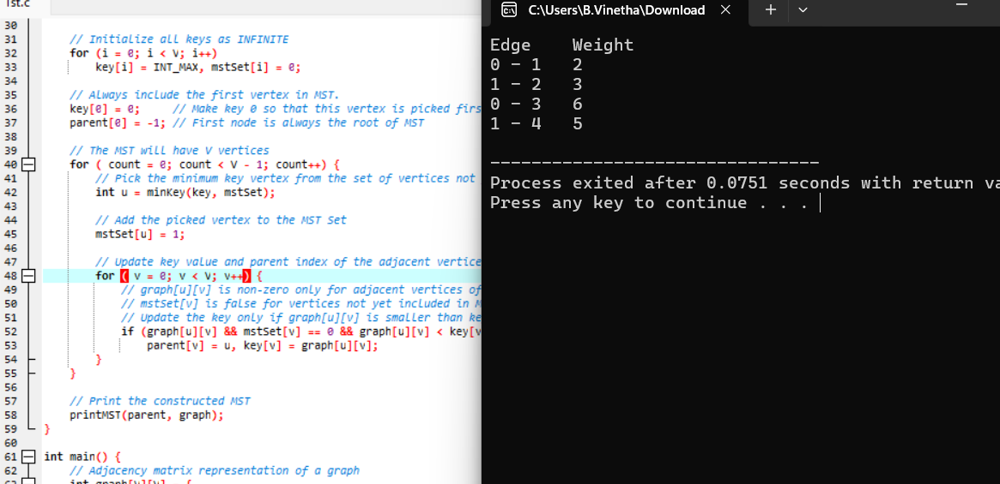 1st.c
30
31 // Initialize all keys as INFINITE
32 for (i = 0; i < V; i++)
33 key[i] = INT_MAX, mstSet[i] = 0;
34
35 // Always include the first vertex in MST.
36 key[0] = 0; // Make key 0 so that this vertex is picked firs
37 parent[0] = -1; // First node is always the root of MST
38
39 // The MST will have V vertices
40 for ( count = 0; count < V - 1; count++) {
41 // Pick the minimum key vertex from the set of vertices not
42 int u = minKey(key, mstSet);
43
44 // Add the picked vertex to the MST Set
45 mstSet[u] = 1;
46
47 // Update key value and parent index of the adjacent vertice
48 for ( v = 0; v < V; v++) {
49 // graph[u][v] is non-zero only for adjacent vertices of
50 // mstSet[v] is false for vertices not yet included in M
51 // Update the key only if graph[u][v] is smaller than ke
52 if (graph[u][v] && mstSet[v] == 0 && graph[u][v] < key[v
53 parent[v] = u, key[v] = graph[u][v];
54 }
55 }
56
57 // Print the constructed MST
58 printMST(parent, graph);
59 }
60
61 int main() {
62 // Adjacency matrix representation of a graph
C:\Users\B.Vinetha\Download
Edge Weight
0 - 1 2
1 - 2 3
0 - 3 6
1 - 4 5
--------------------------------
Process exited after 0.0751 seconds with return va
Press any key to continue . . .